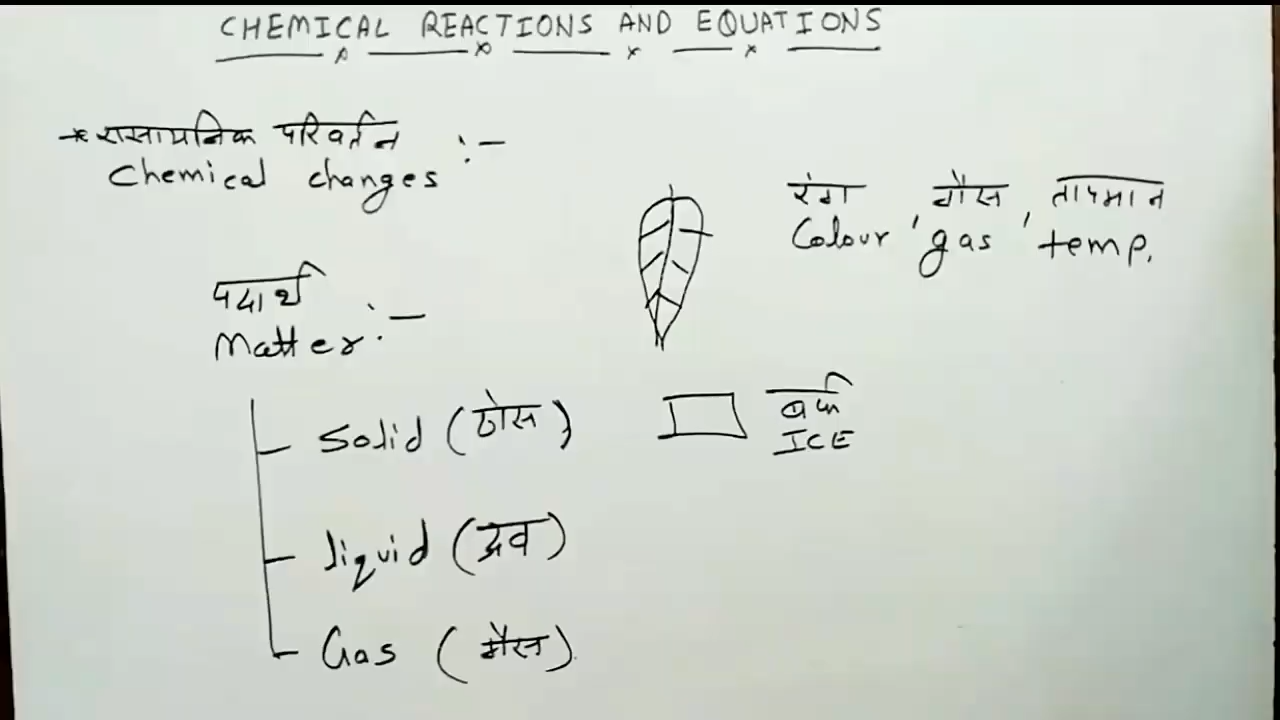 CHEMICAL REACTIONS AND EQUATIONS
* रासायनिक परिवर्तन :-
Chemical changes
रंग , गैस , तापमान
Colour gas temp.
पदार्थ
Matter :-
Solid (ठोस)
बर्फ
ICE
liquid (द्रव)
Gas (गैस)